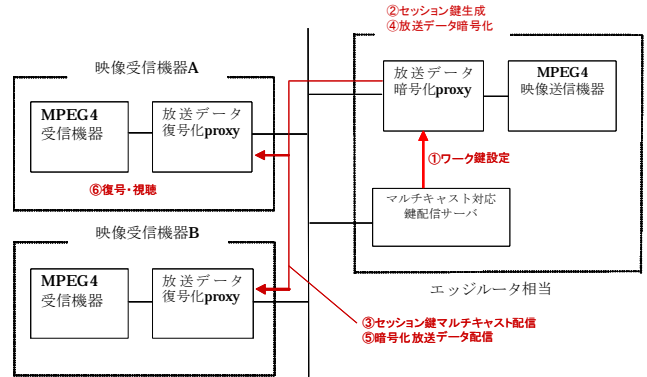 ②セッション鍵生成
④放送データ暗号化
映像受信機器A
MPEG4
受信機器
放送データ
復号化proxy
⑥復号・視聴
放送データ
暗号化proxy
MPEG4
映像送信機器
①ワーク鍵設定
マルチキャスト対応
鍵配信サーバ
エッジルータ相当
映像受信機器B
MPEG4
受信機器
放送データ
復号化proxy
③セッション鍵マルチキャスト配信
⑤暗号化放送データ配信